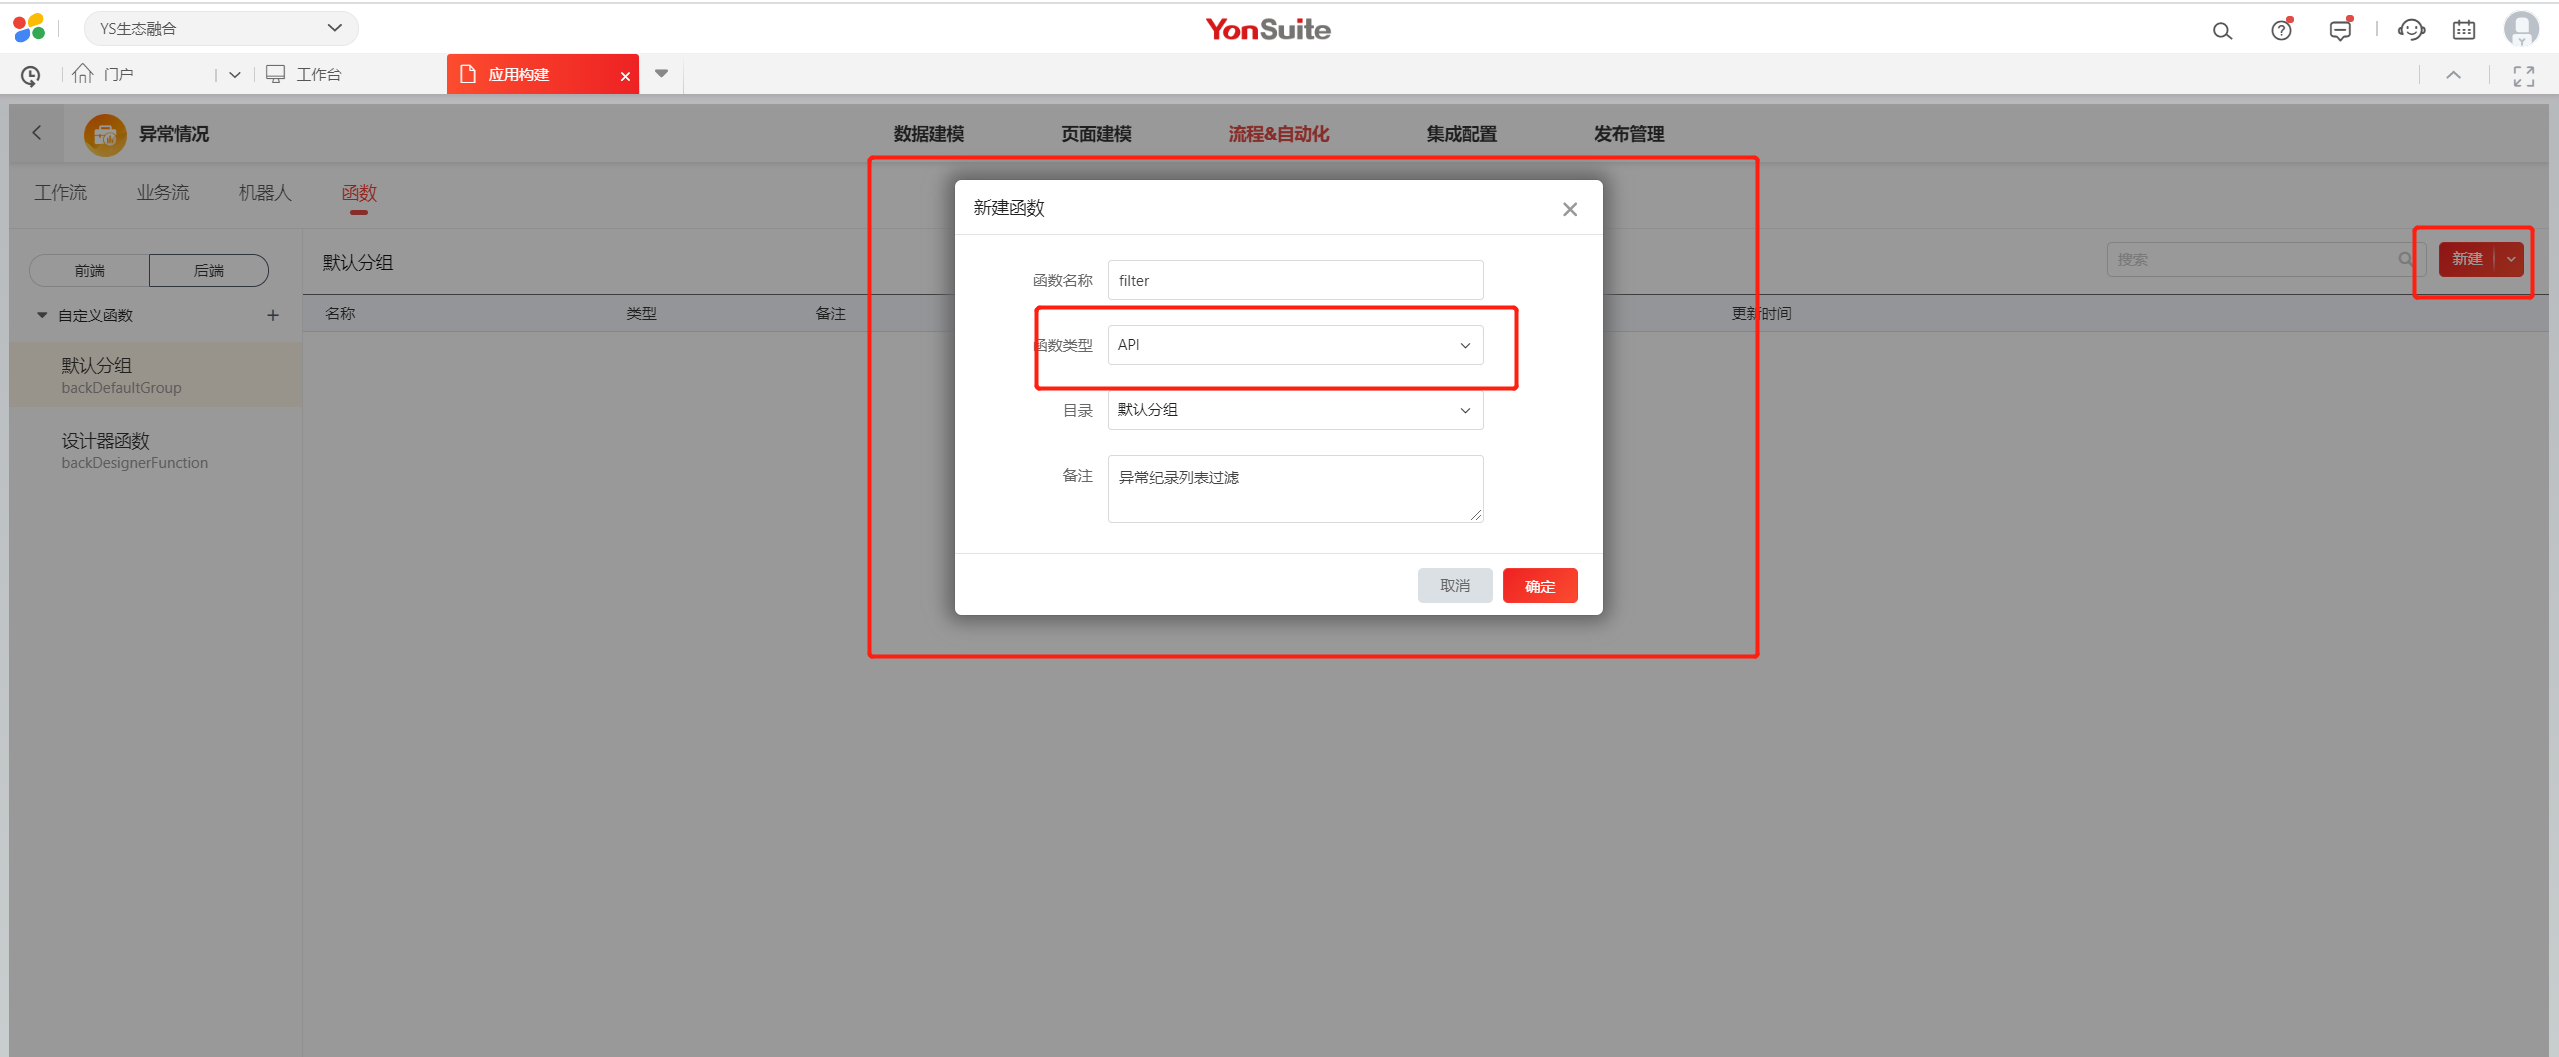 YS生态融合
YonSuite
门户
工作台
应用构建
异常情况
数据建模
页面建模
流程&自动化
集成配置
发布管理
工作流
业务流
机器人
函数
前端
后端
默认分组
搜索
新建
自定义函数
名称
类型
备注
更新时间
默认分组
backDefaultGroup
设计器函数
backDesignerFunction
新建函数
函数名称
filter
函数类型
API
目录
默认分组
备注
异常纪录列表过滤
取消
确定